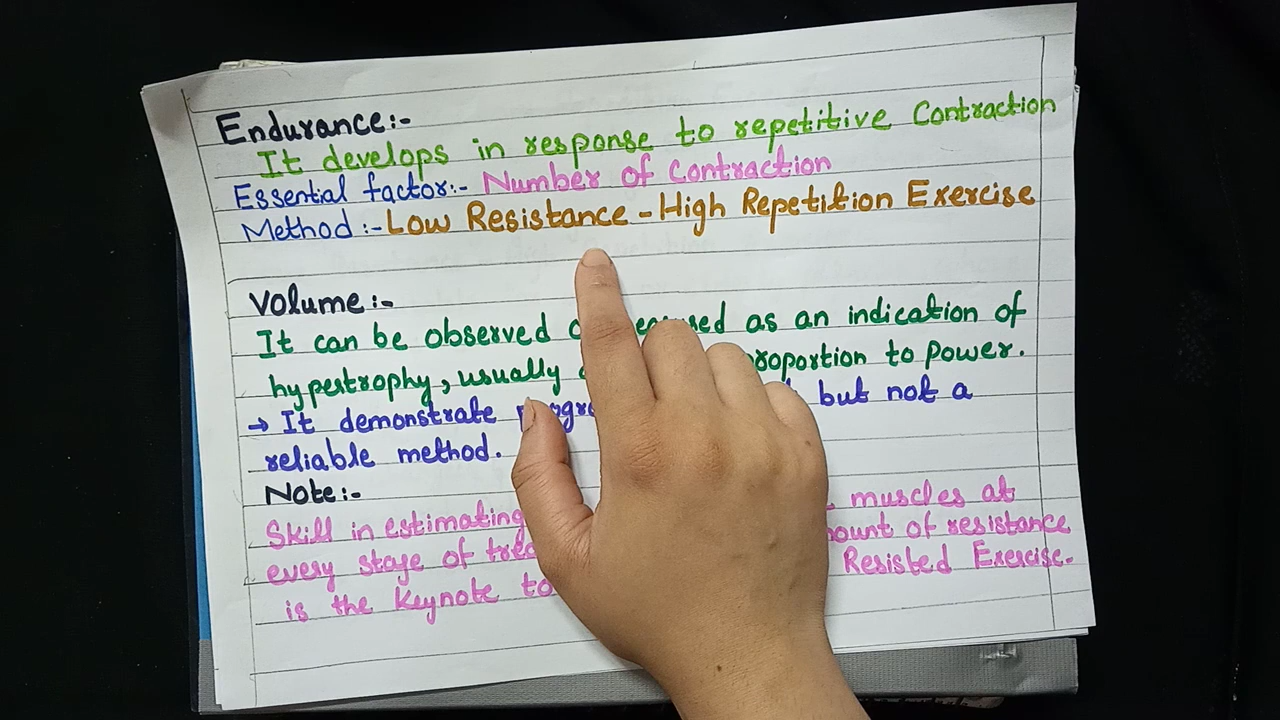 Endurance:-
It develops in response to repetitive Contraction
Essential factor:- Number of Contraction
Method:- Low Resistance - High Repetition Exercise
Volume:-
It can be observed as an indication of
hypertrophy, usually to power.
→ It demonstrate but not a
reliable method.
Note:-
Skill in estimating muscles at
every stage of of resistance
is the Keynote to Resisted Exercise.